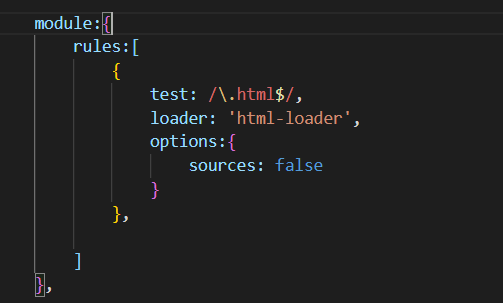 module:{
rules:[
{
test: /\.html$/,
loader: 'html-loader',
options:{
sources: false
}
},
]
},